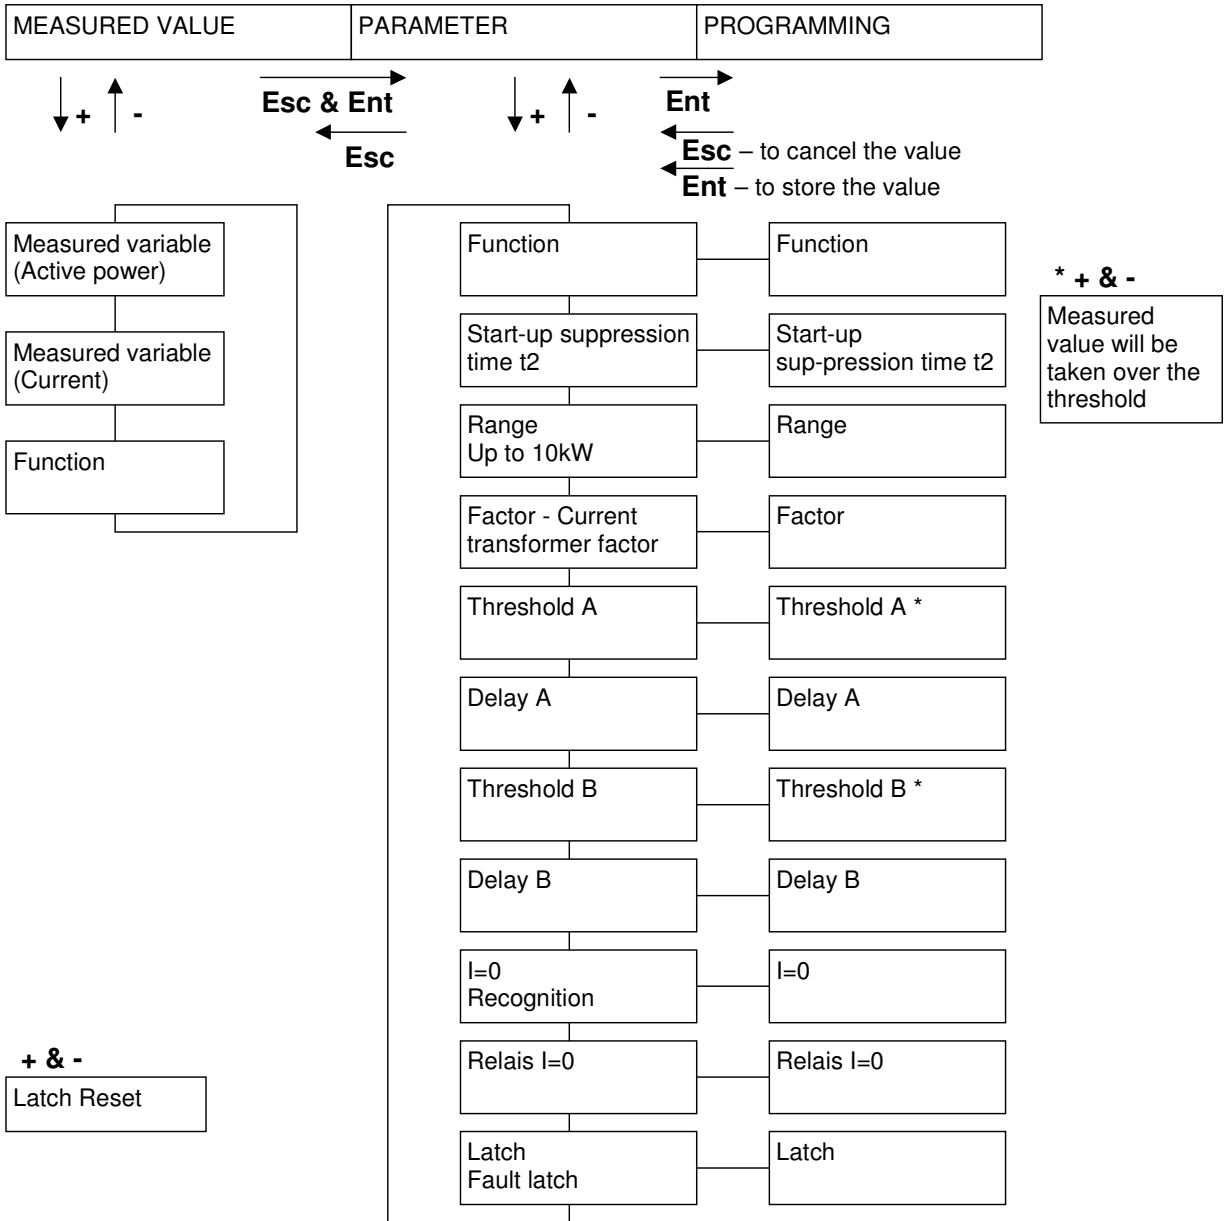 MEASURED VALUE
PARAMETER
PROGRAMMING
+
-
Esc & Ent
Esc
+
-
Ent
Esc – to cancel the value
Ent – to store the value
Measured variable
(Active power)
Measured variable
(Current)
Function
Function
Function
Start-up suppression
time t2
Start-up
sup-pression time t2
Range
Up to 10kW
Range
Factor - Current
transformer factor
Factor
Threshold A
Threshold A *
Delay A
Delay A
Threshold B
Threshold B *
Delay B
Delay B
I=0
Recognition
I=0
Relais I=0
Relais I=0
Latch
Fault latch
Latch
* + & -
Measured
value will be
taken over the
threshold
+ & -
Latch Reset